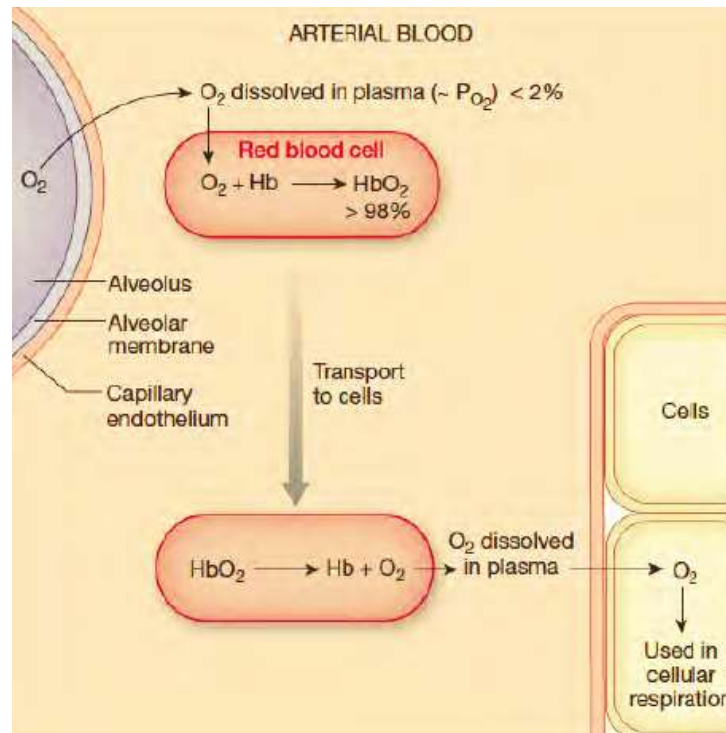 ARTERIAL BLOOD
O₂ dissolved in plasma (~ P_O₂) < 2%
Red blood cell
O₂ + Hb → HbO₂
> 98%
O₂
Alveolus
Alveolar
membrane
Capillary
endothelium
Transport
to cells
Cells
HbO₂ → Hb + O₂
O₂ dissolved
in plasma
O₂
Used in
cellular
respiration